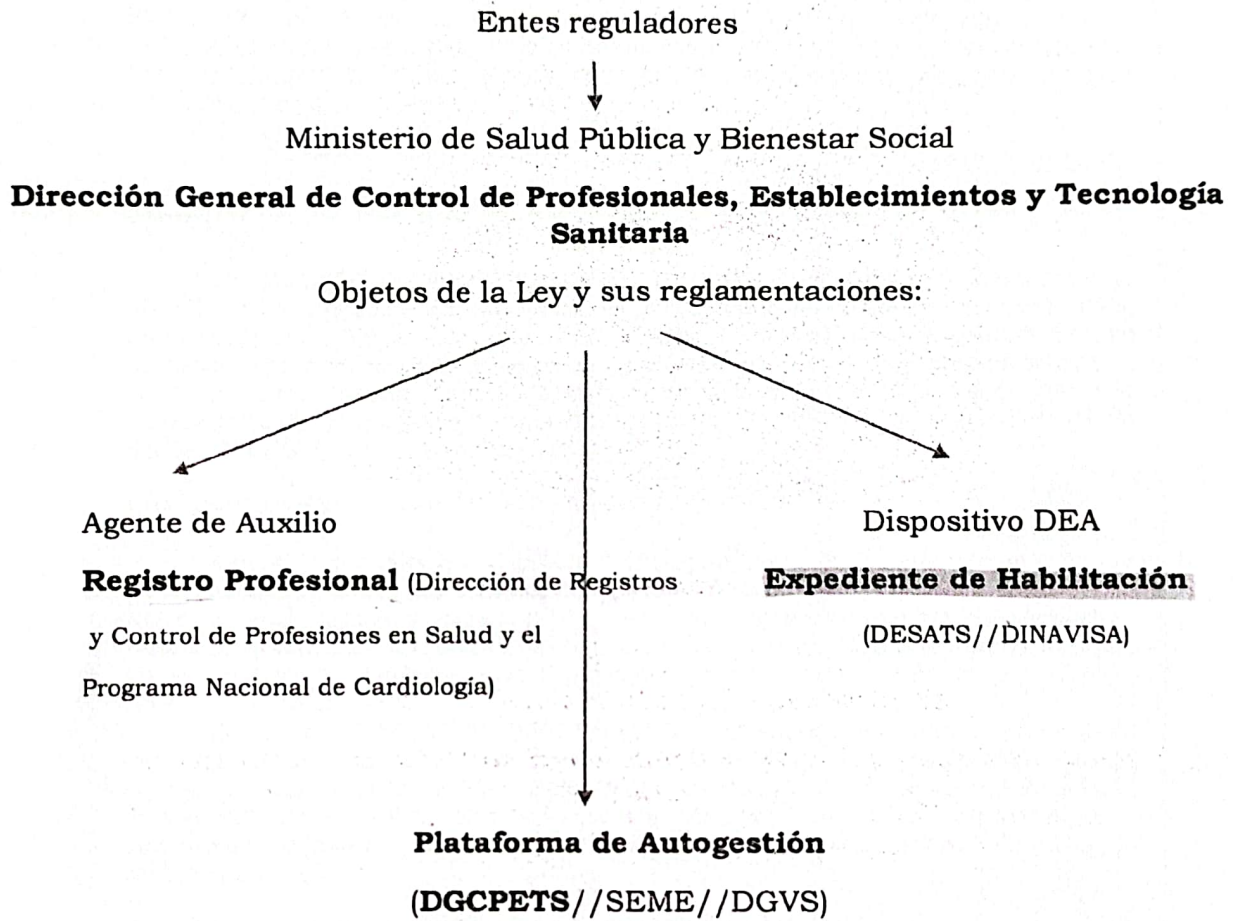 Entes reguladores
Ministerio de Salud Pública y Bienestar Social
Dirección General de Control de Profesionales, Establecimientos y Tecnología
Sanitaria
Objetos de la Ley y sus reglamentaciones:
Agente de Auxilio
Registro Profesional (Dirección de Registros
y Control de Profesiones en Salud y el
Programa Nacional de Cardiología)
Dispositivo DEA
Expediente de Habilitación
(DESATS//DINAVISA)
Plataforma de Autogestión
(DGCPETS//SEME//DGVS)